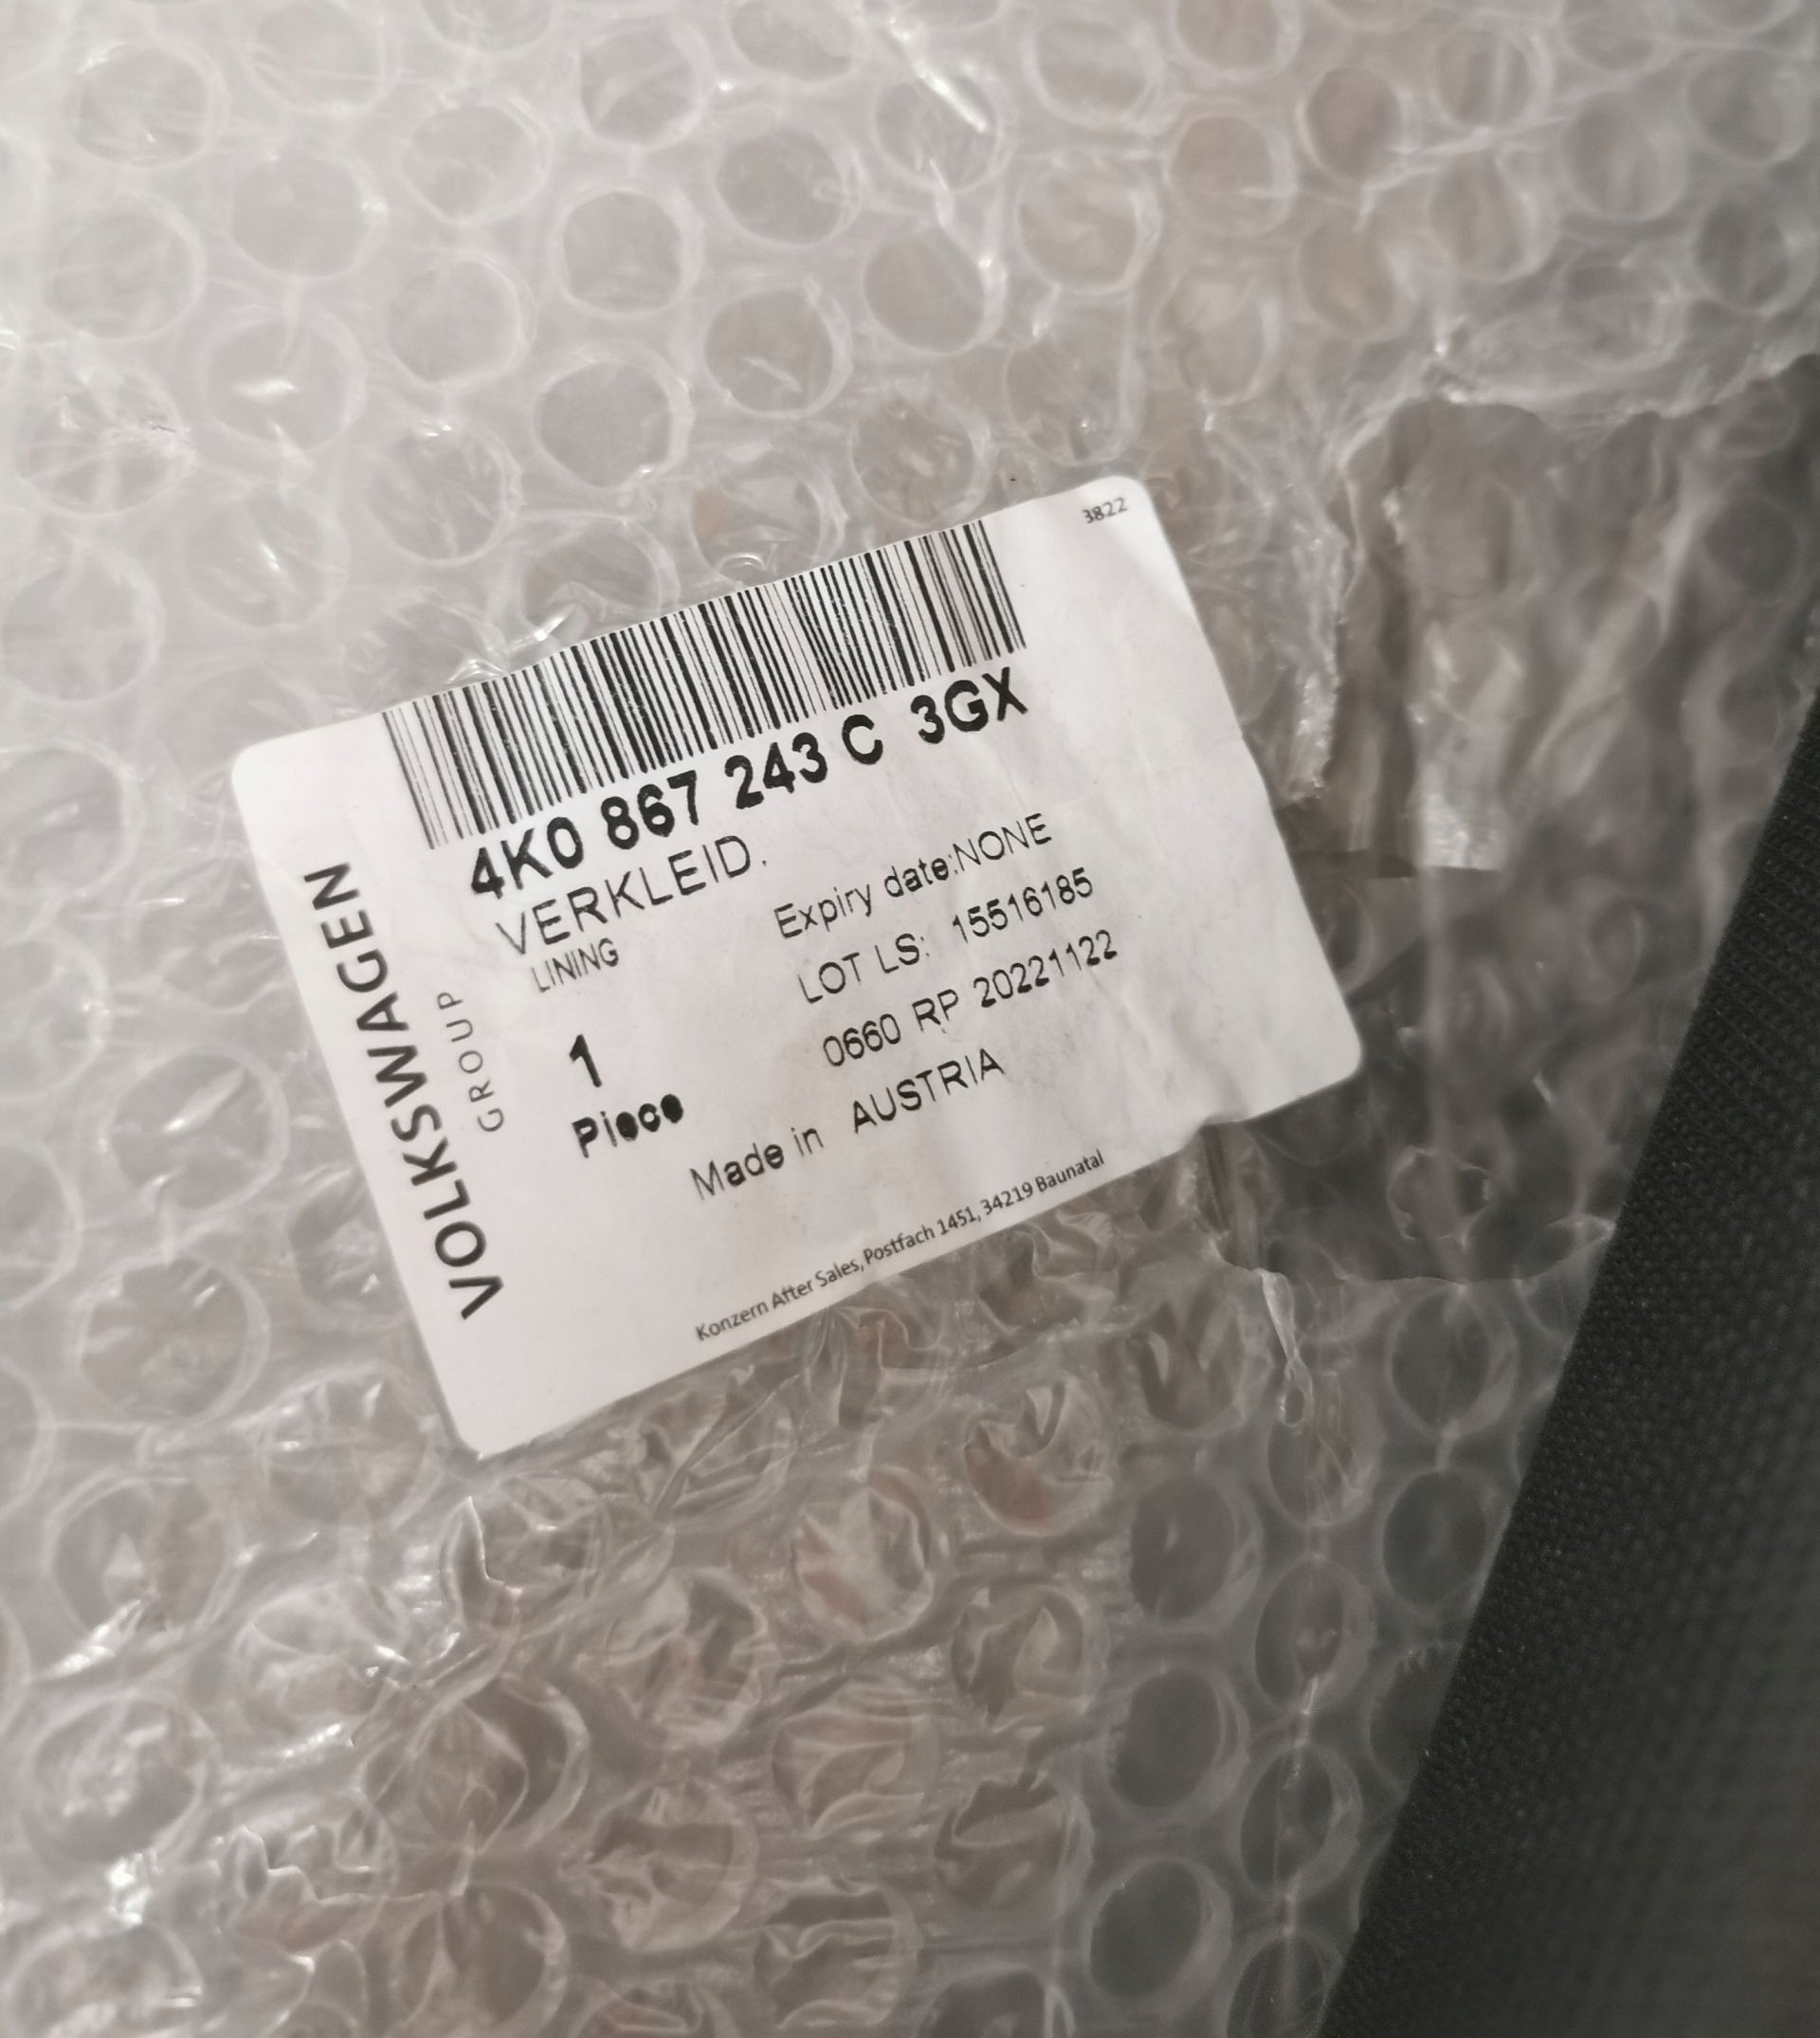 3822
4K0 867 243 C 3GX
VERKLEID.
LINING
Expiry date:NONE
LOT LS: 15516185
0660 RP 20221122
1
Piece
Made in AUSTRIA
VOLKSWAGEN
GROUP
Konzern After Sales, Postfach 1451, 34219 Baunatal